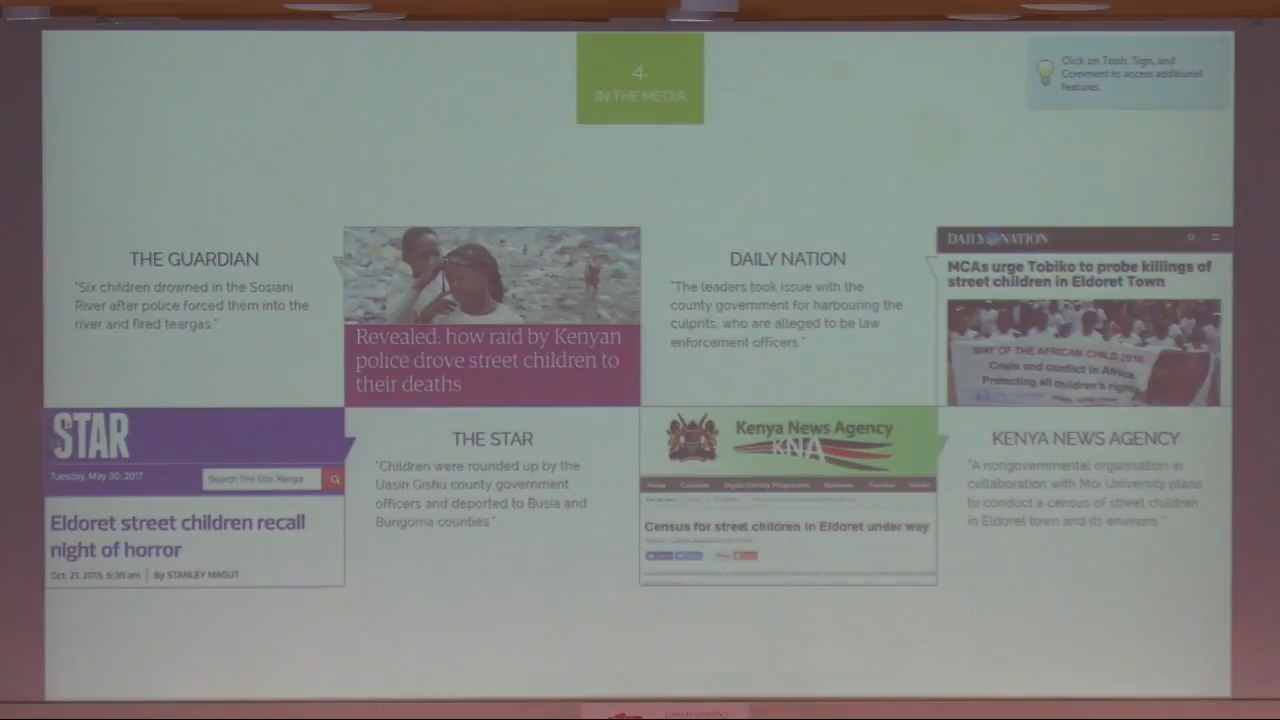 4.
IN THE MEDIA
Click on Tools, Sign, and
Comment to access additional
features.
THE GUARDIAN
"Six children drowned in the Sosiani
River after police forced them into the
river and fired teargas."
Revealed: how raid by Kenyan
police drove street children to
their deaths
DAILY NATION
"The leaders took issue with the
county government for harbouring the
culprits, who are alleged to be law
enforcement officers."
DAILY NATION
MCAs urge Tobiko to probe killings of
street children in Eldoret Town
DAY OF THE AFRICAN CHILD 2016
Crisis and conflict in Africa
Protecting all children's rights
STAR
Tuesday, May 30, 2017
Search The Star, Kenya
Eldoret street children recall
night of horror
Oct. 21, 2015, 5:30 am | By STANLEY MAGUT
THE STAR
"Children were rounded up by the
Uasin Gishu county government
officers and deported to Busia and
Bungoma counties"
Kenya News Agency
KNA
Home
Census for street children in Eldoret under way
KENYA NEWS AGENCY
"A nongovernmental organisation in
collaboration with Moi University plans
to conduct a census of street children
in Eldoret town and its environs."